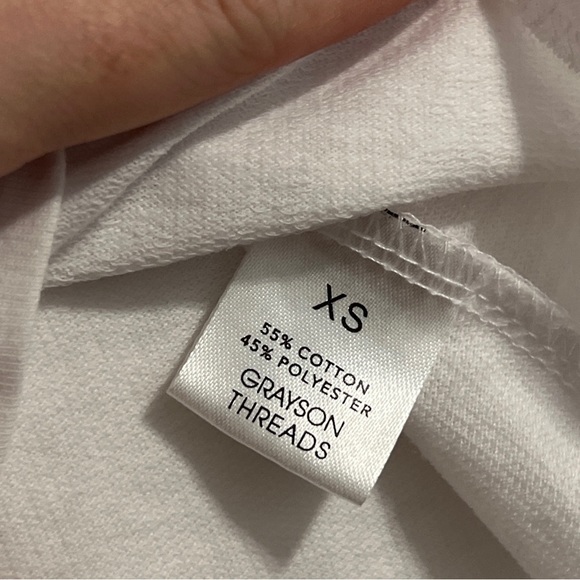 XS
55% COTTON
45% POLYESTER
GRAYSON
THREADS